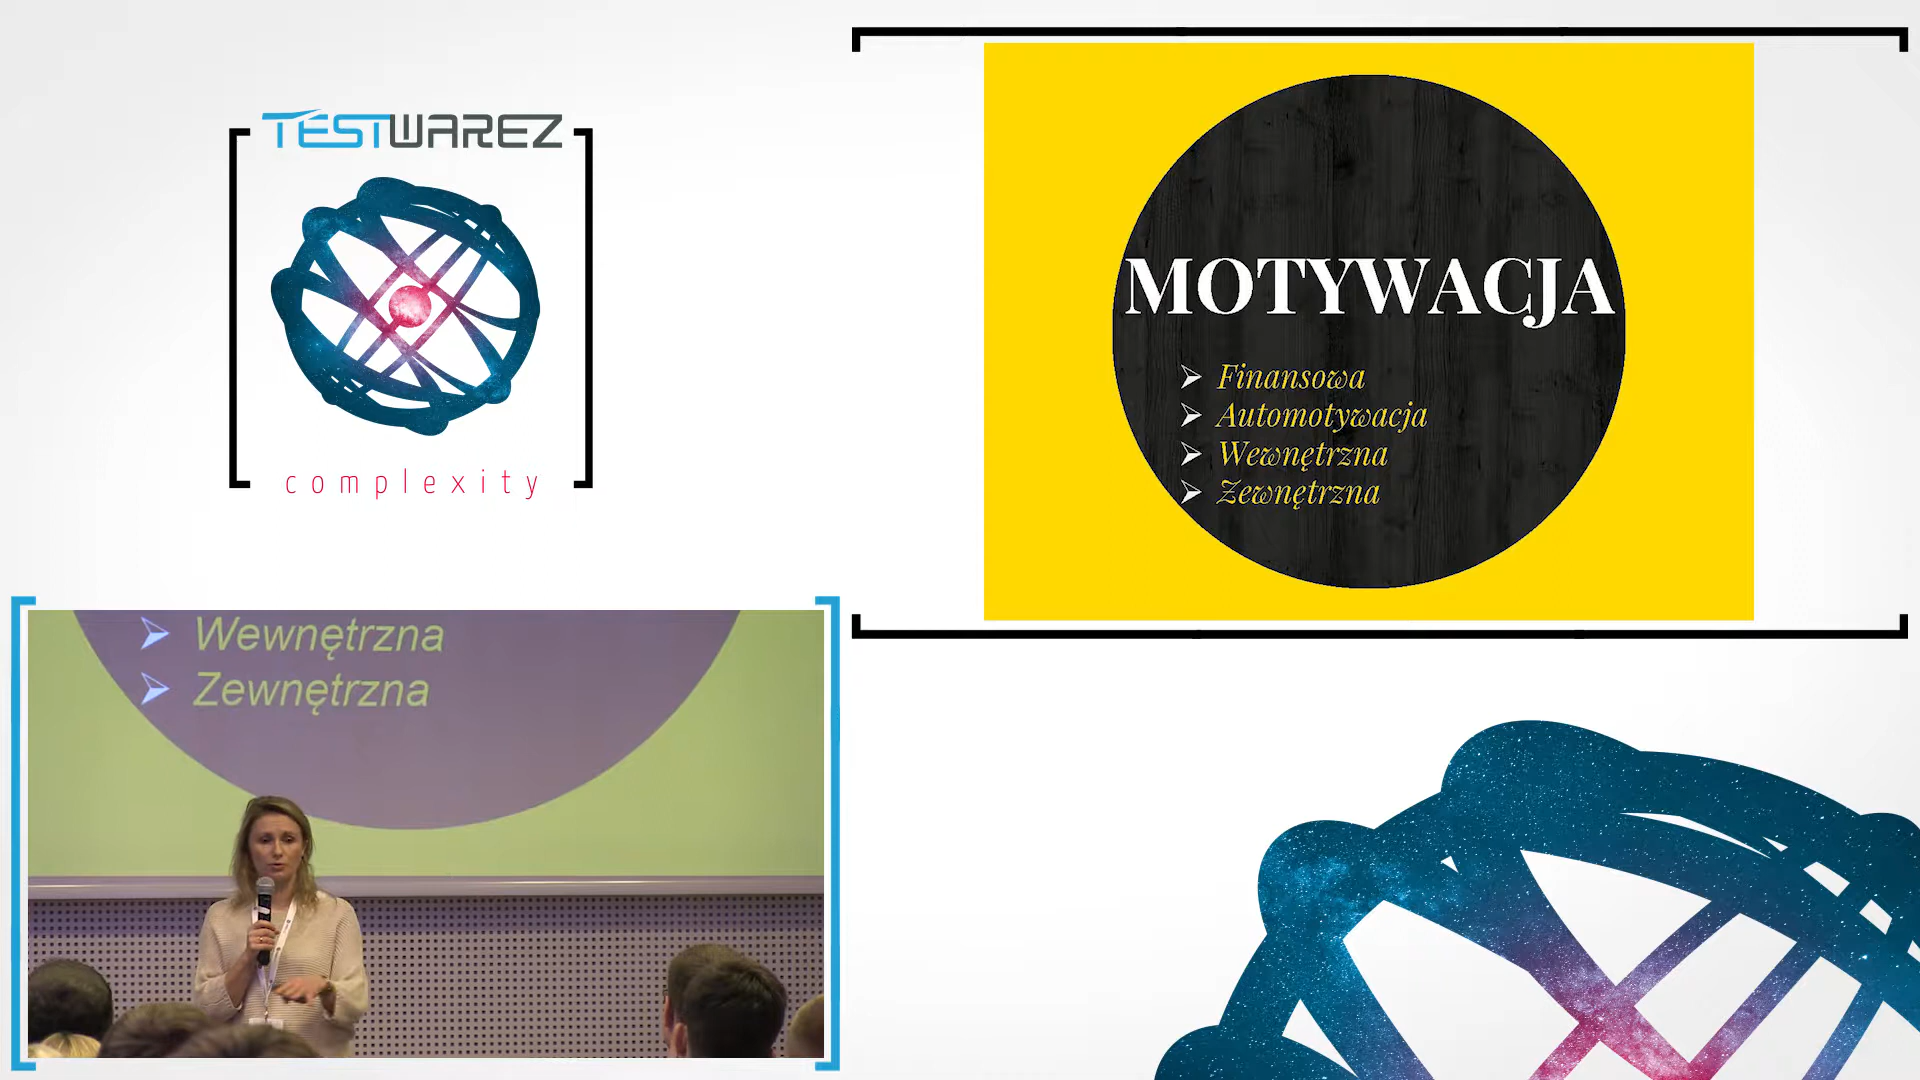 TESTWAREZ
complexity
MOTYWACJA
Finansowa
Automotywacja
Wewnętrzna
Zewnętrzna
Wewnętrzna
Zewnętrzna